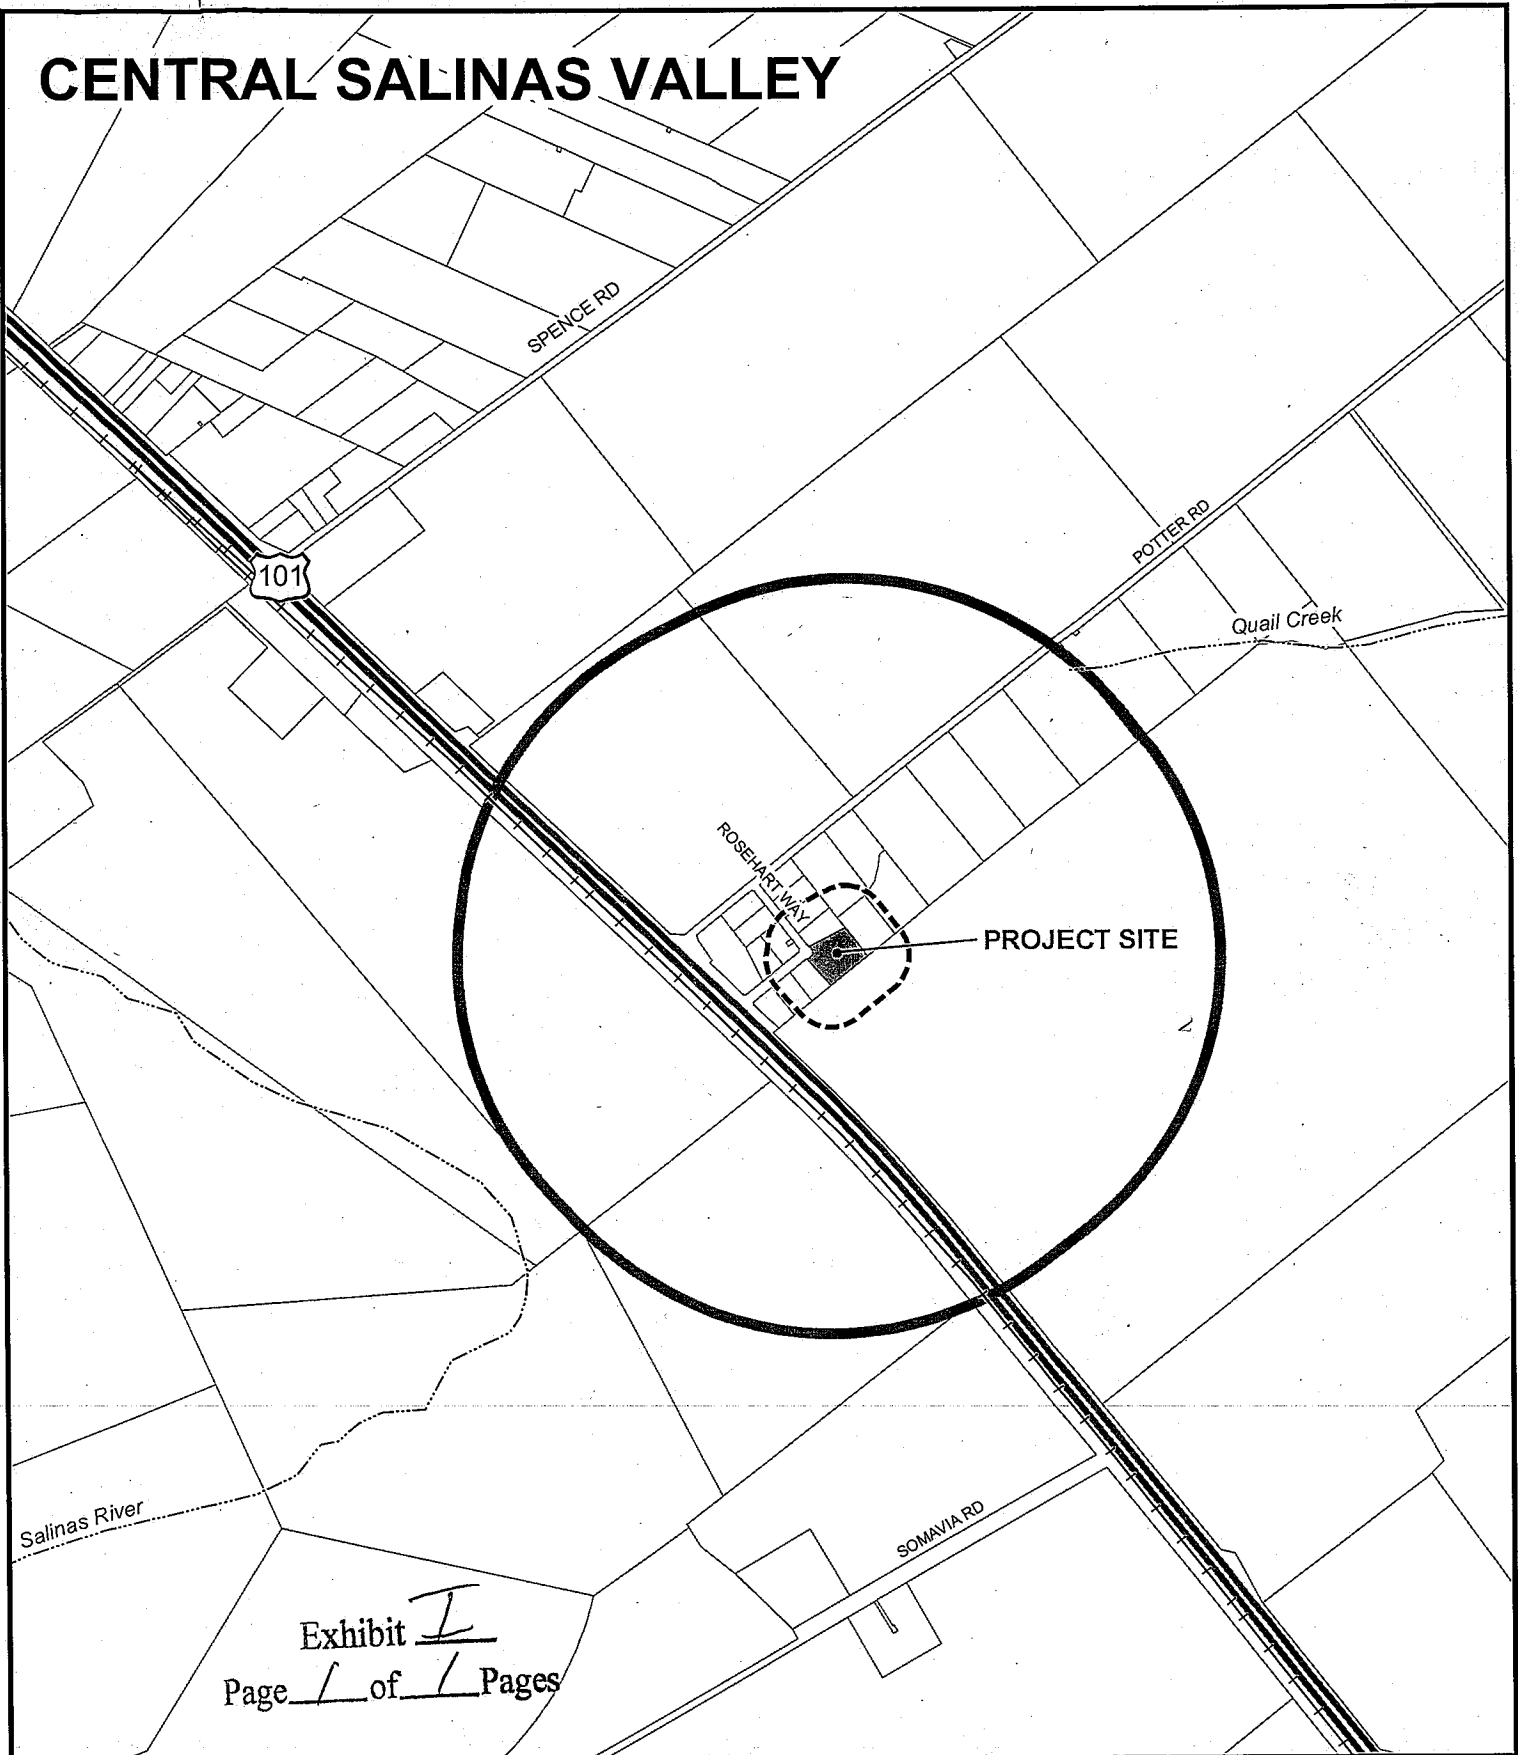 CENTRAL SALINAS VALLEY
SPENCE RD
101
POTTER RD
Quail Creek
ROSEHART WAY
PROJECT SITE
Salinas River
SOMAVIA RD
Exhibit I
Page 1 of 1 Pages